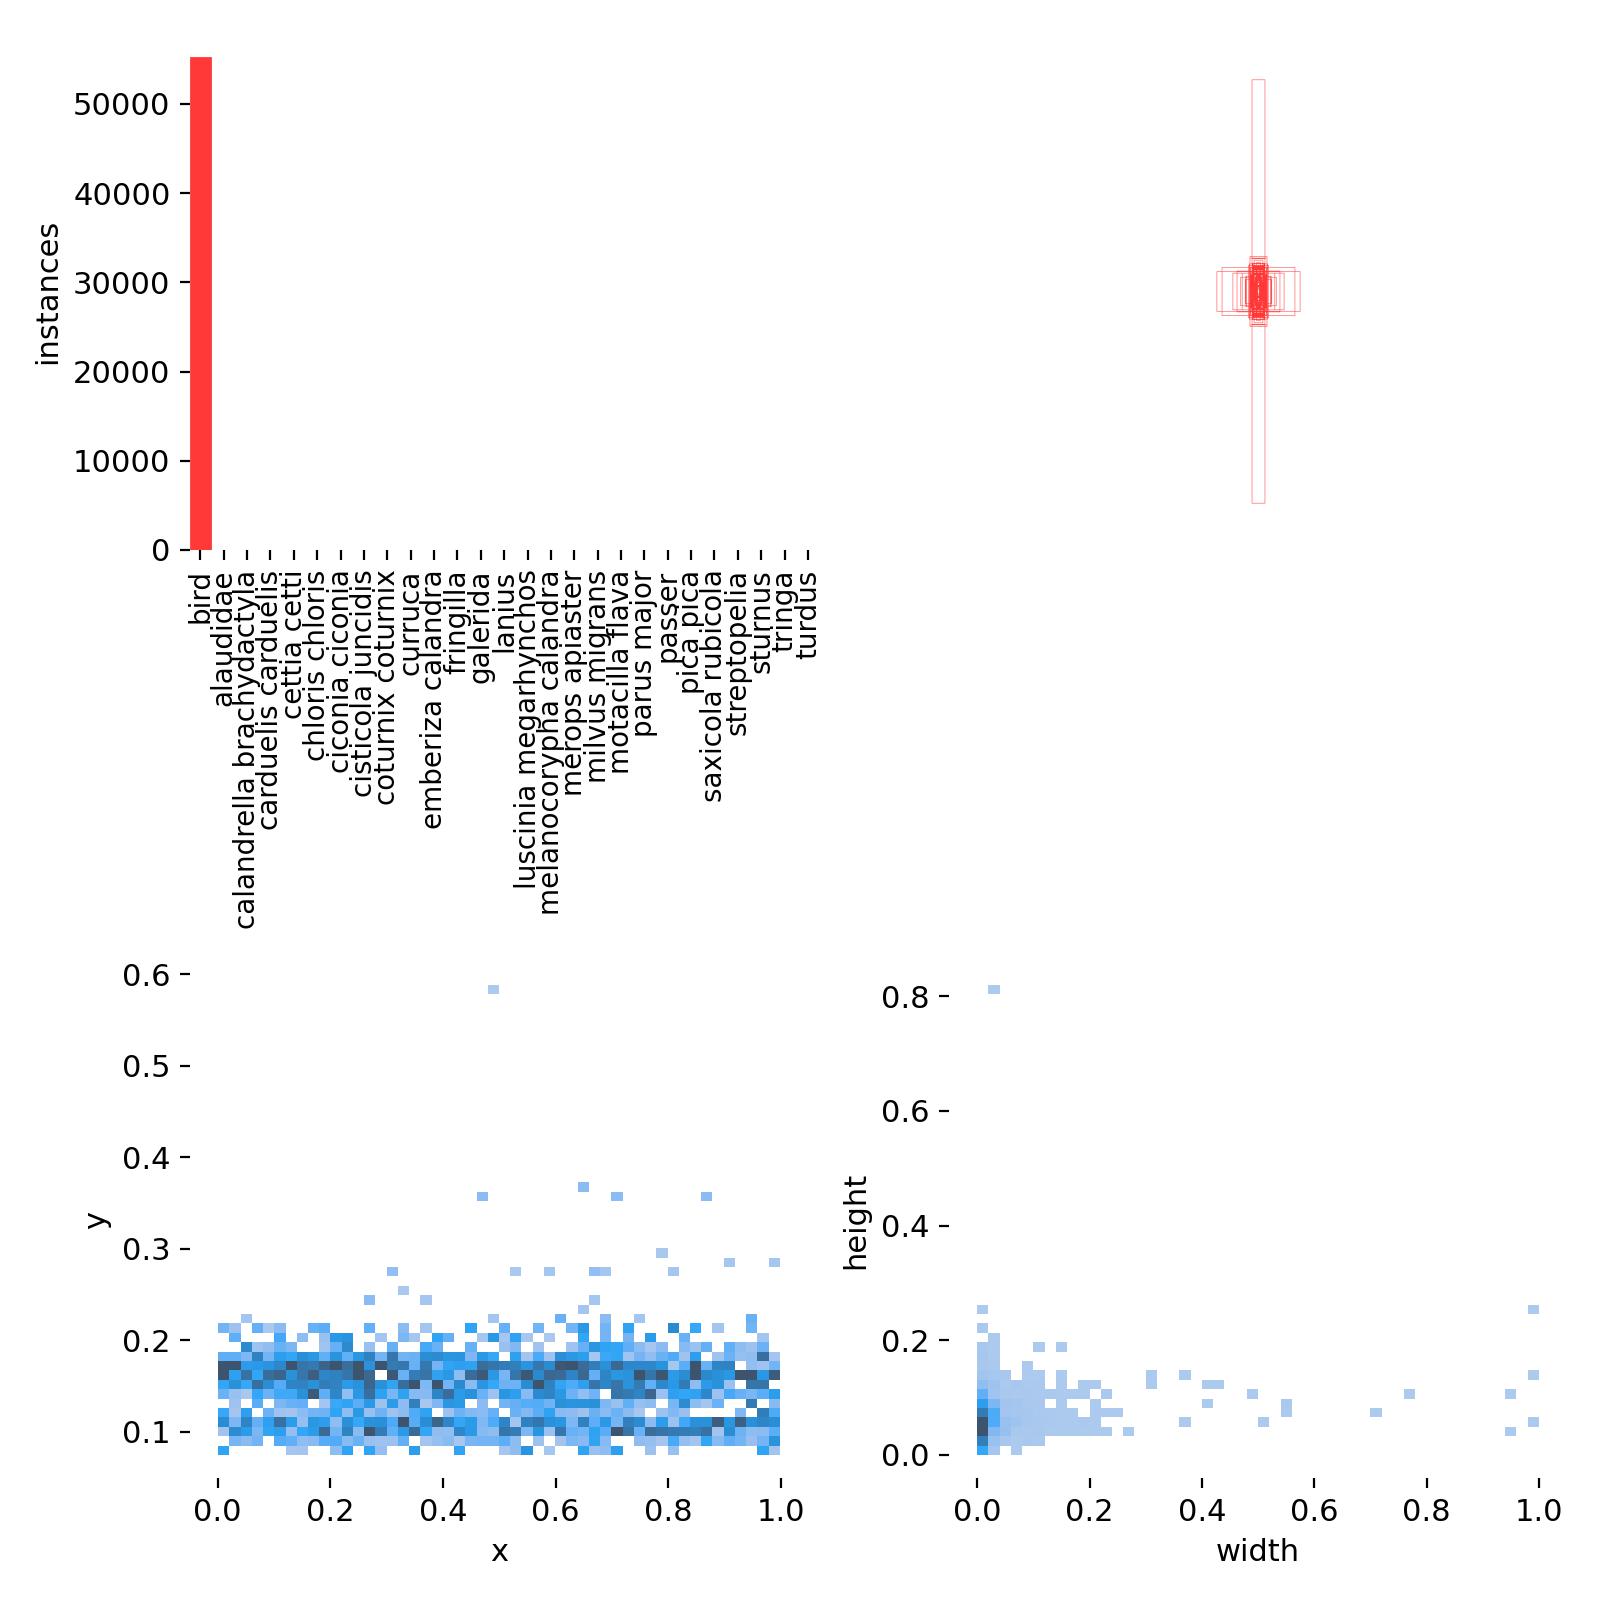 50000
40000
30000
20000
10000
0
instances
bird
alaudidae
calandrella brachydactyla
carduelis carduelis
cettia cetti
chloris chloris
ciconia ciconia
cisticola juncidis
coturnix coturnix
curruca
emberiza calandra
fringilla
galerida
lanius
luscinia megarhynchos
melanocorypha calandra
merops apiaster
milvus migrans
motacilla flava
parus major
passer
pica pica
saxicola rubicola
streptopelia
sturnus
tringa
turdus
0.6
0.5
0.4
0.3
0.2
0.1
y
0.0 0.2 0.4 0.6 0.8 1.0
x
0.8
0.6
0.4
0.2
0.0
height
0.0 0.2 0.4 0.6 0.8 1.0
width